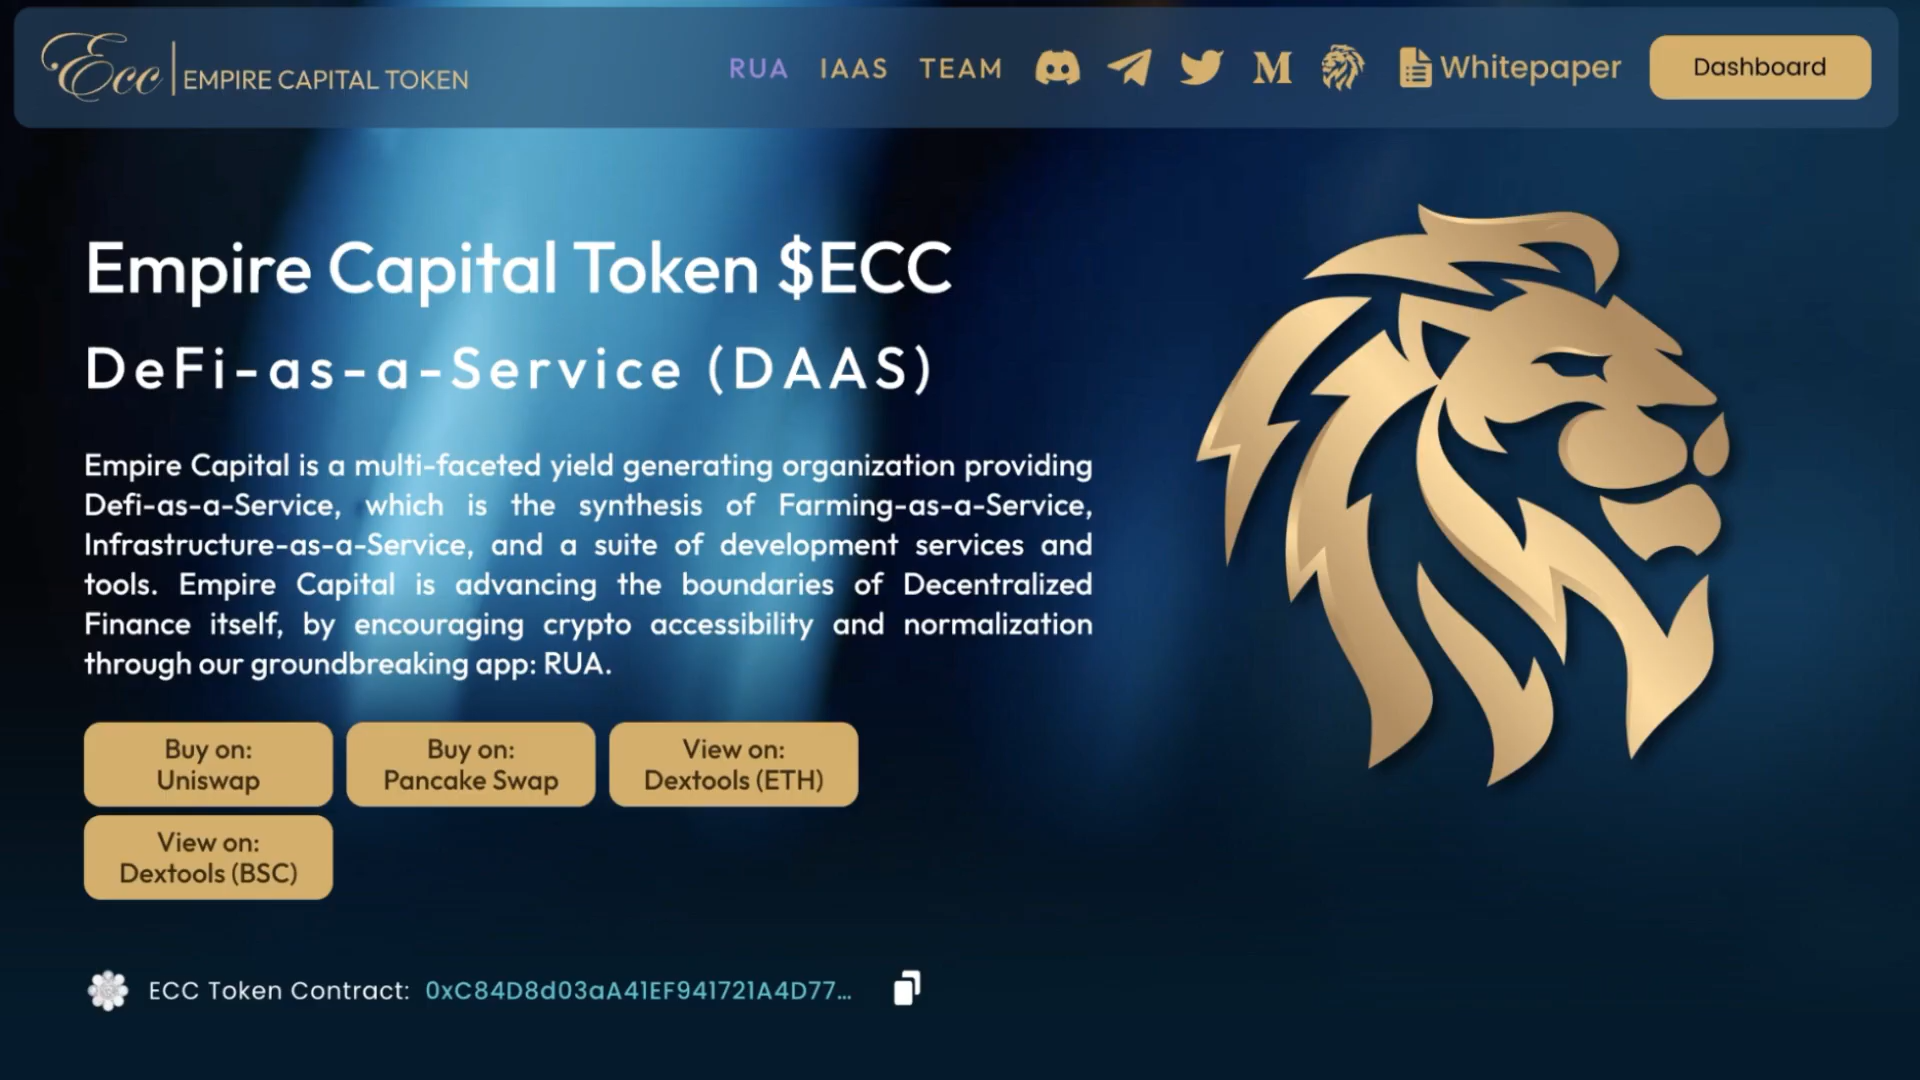 Ecc | EMPIRE CAPITAL TOKEN
RUA IAAS TEAM M Whitepaper Dashboard
Empire Capital Token $ECC
DeFi-as-a-Service (DAAS)
Empire Capital is a multi-faceted yield generating organization providing
Defi-as-a-Service, which is the synthesis of Farming-as-a-Service,
Infrastructure-as-a-Service, and a suite of development services and
tools. Empire Capital is advancing the boundaries of Decentralized
Finance itself, by encouraging crypto accessibility and normalization
through our groundbreaking app: RUA.
Buy on:
Uniswap
Buy on:
Pancake Swap
View on:
Dextools (ETH)
View on:
Dextools (BSC)
ECC Token Contract: 0xC84D8d03aA41EF941721A4D77...